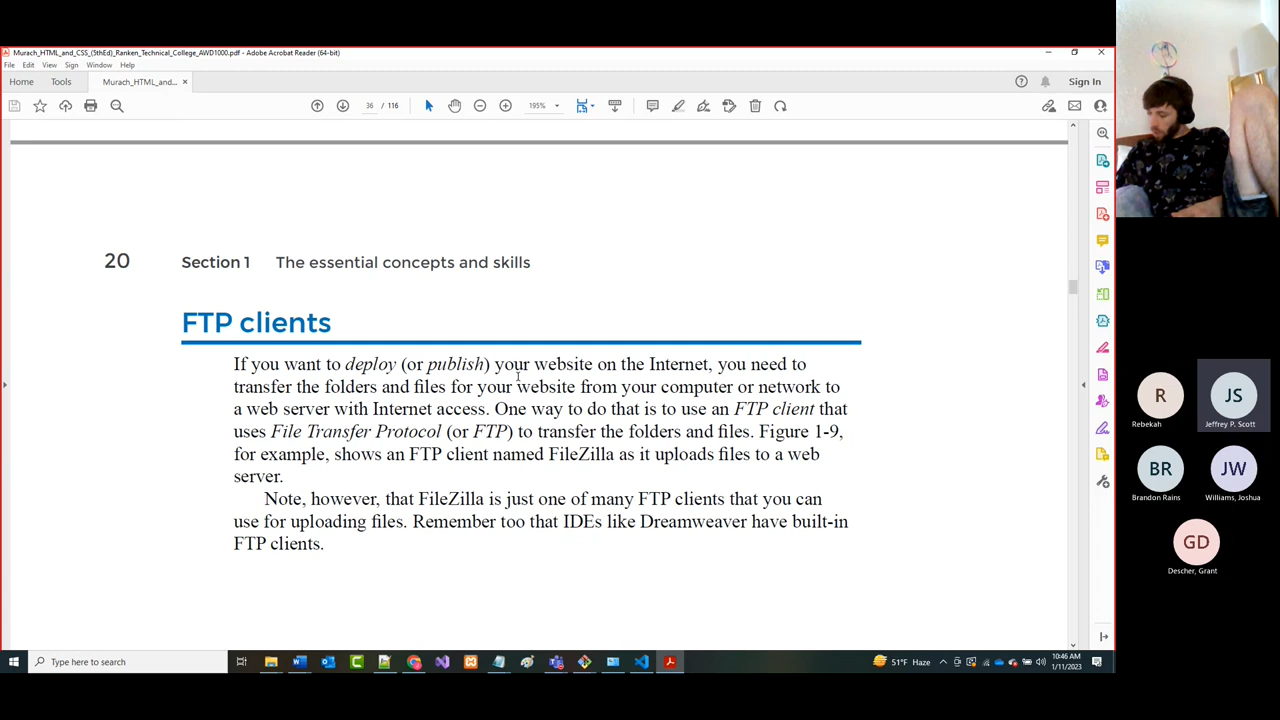 Murach_HTML_and_CSS_(5thEd)_Ranken_Technical_College_AWD1000.pdf - Adobe Acrobat Reader (64-bit)
File Edit View Sign Window Help
Home Tools Murach_HTML_and... × Sign In
36 / 116 195%
20 Section 1 The essential concepts and skills
FTP clients
If you want to deploy (or publish) your website on the Internet, you need to
transfer the folders and files for your website from your computer or network to
a web server with Internet access. One way to do that is to use an FTP client that
uses File Transfer Protocol (or FTP) to transfer the folders and files. Figure 1-9,
for example, shows an FTP client named FileZilla as it uploads files to a web
server.
Note, however, that FileZilla is just one of many FTP clients that you can
use for uploading files. Remember too that IDEs like Dreamweaver have built-in
FTP clients.
R JS
Rebekah Jeffrey P. Scott
BR JW
Brandon Rains Williams, Joshua
GD
Descher, Grant
Type here to search 51°F Haze 10:46 AM
1/11/2023